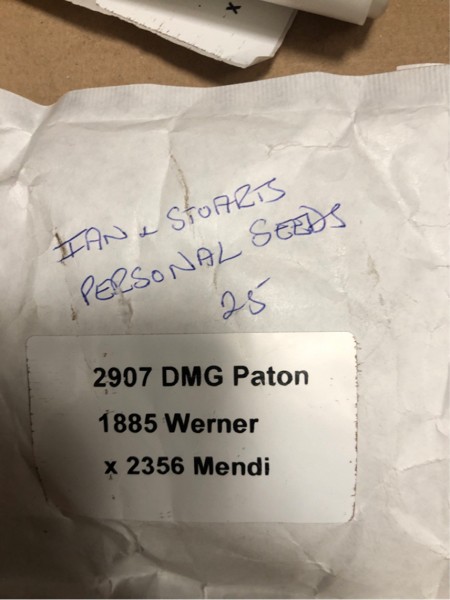 x
IAN & STUARTS
PERSONAL SEEDS
25
2907 DMG Paton
1885 Werner
x 2356 Mendi